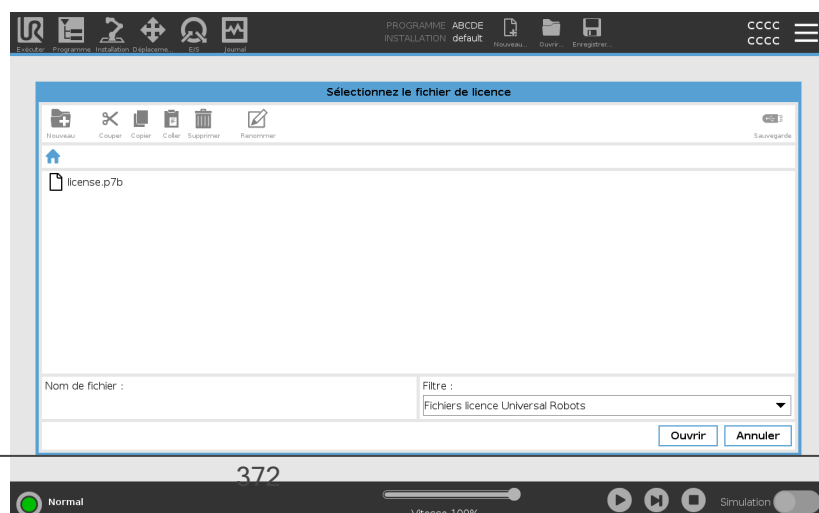 PROGRAMME ABCDE
INSTALLATION default
CCCC
CCCC
Exécuter Programme Installation Déplaceme... E/S Journal
Nouveau... Ouvrir... Enregistrer...
Sélectionnez le fichier de licence
Nouveau Couper Copier Coller Supprimer Renommer Sauvegarde
license.p7b
Nom de fichier :
Filtre :
Fichiers licence Universal Robots
Ouvrir Annuler
372
Normal
Vitesse 100%
Simulation